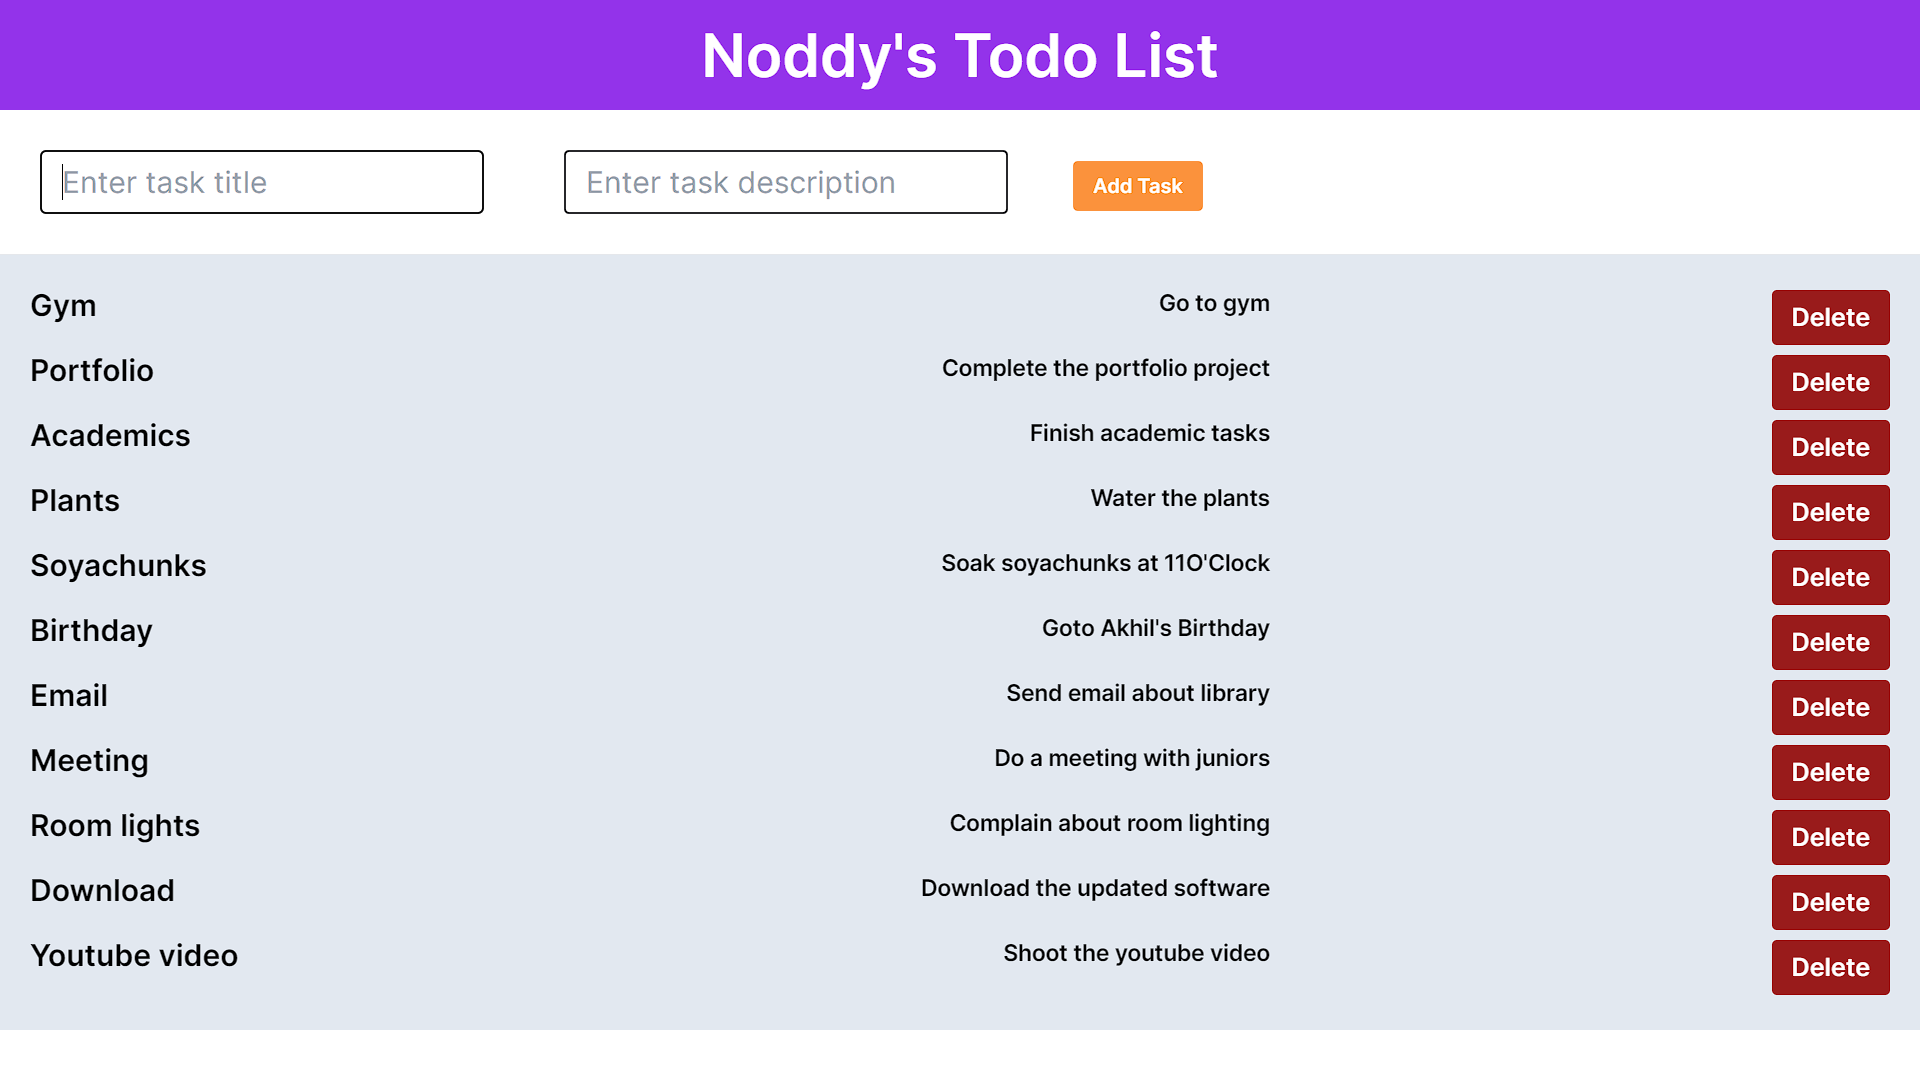 Noddy's Todo List
Enter task title Enter task description Add Task
Gym Go to gym Delete
Portfolio Complete the portfolio project Delete
Academics Finish academic tasks Delete
Plants Water the plants Delete
Soyachunks Soak soyachunks at 11O'Clock Delete
Birthday Goto Akhil's Birthday Delete
Email Send email about library Delete
Meeting Do a meeting with juniors Delete
Room lights Complain about room lighting Delete
Download Download the updated software Delete
Youtube video Shoot the youtube video Delete